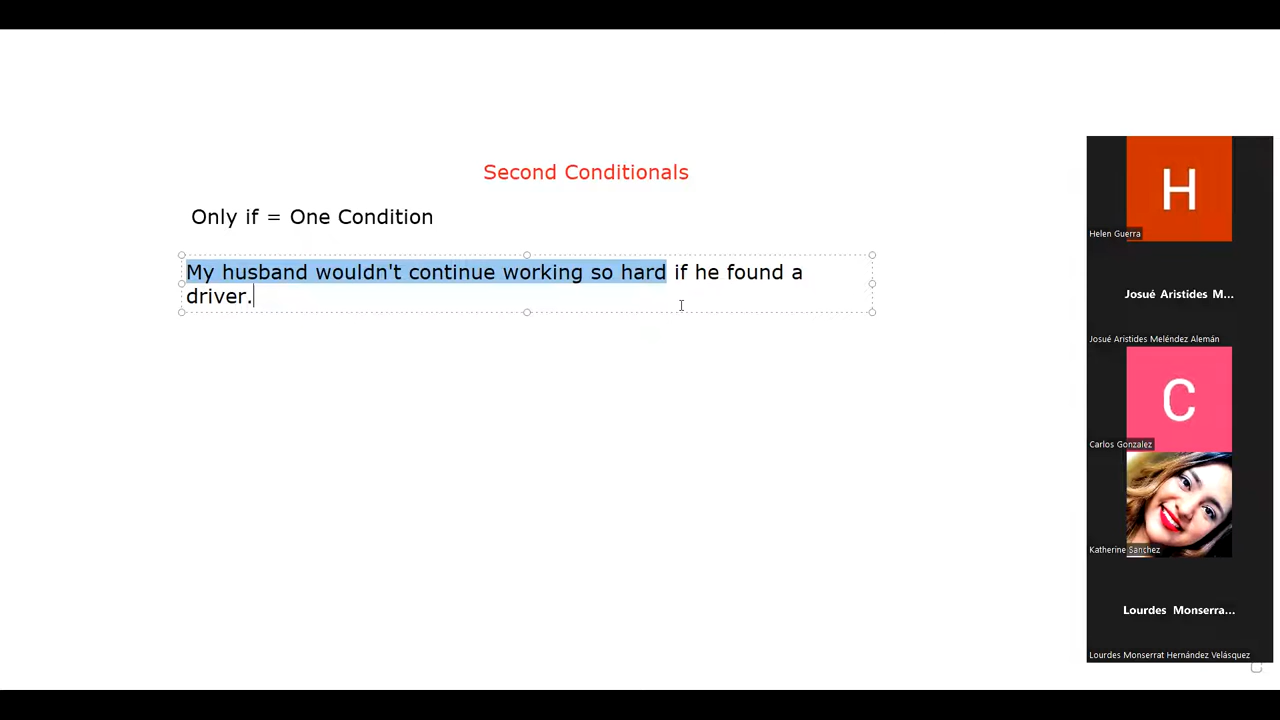 Second Conditionals
Only if = One Condition
My husband wouldn't continue working so hard if he found a
driver.
H
Helen Guerra
Josué Aristides M...
Josué Aristides Meléndez Alemán
C
Carlos Gonzalez
Katherine Sanchez
Lourdes Monserra...
Lourdes Monserrat Hernández Velásquez